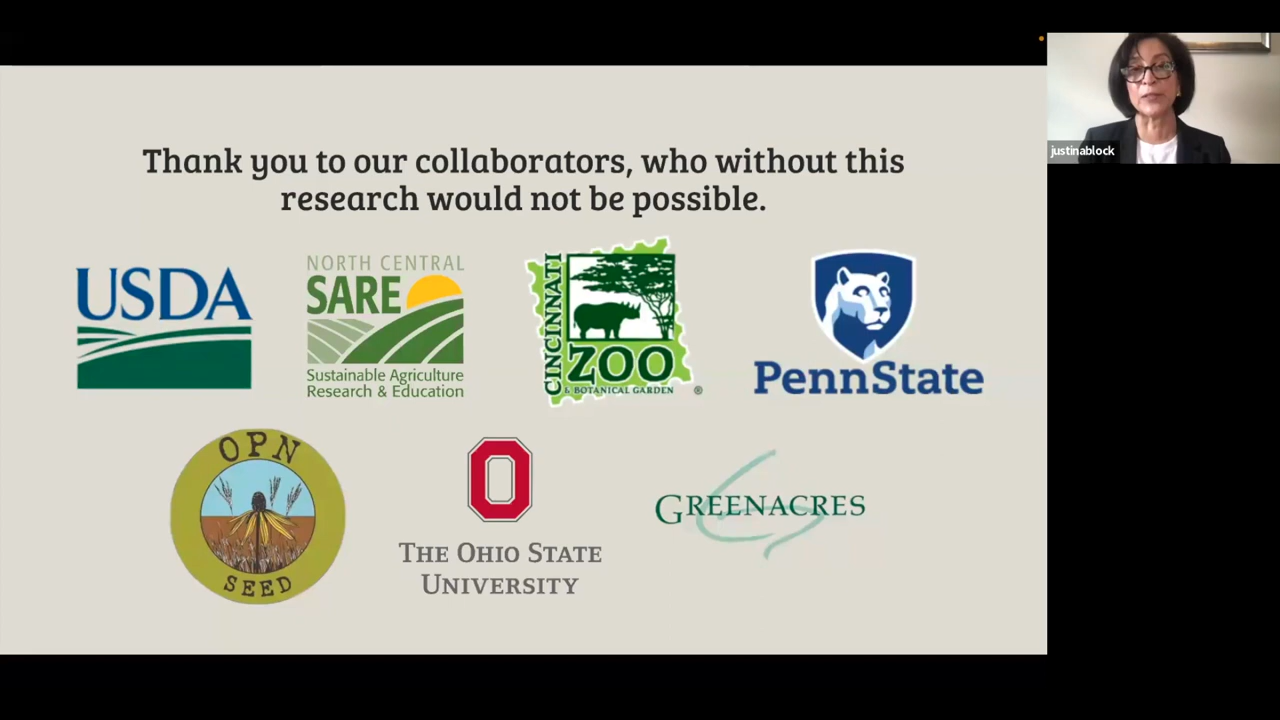 justinablock
Thank you to our collaborators, who without this
research would not be possible.
USDA
NORTH CENTRAL
SARE
Sustainable Agriculture
Research & Education
CINCINNATI
ZOO
& BOTANICAL GARDEN
®
PennState
OPN
SEED
O
THE OHIO STATE
UNIVERSITY
GREENACRES